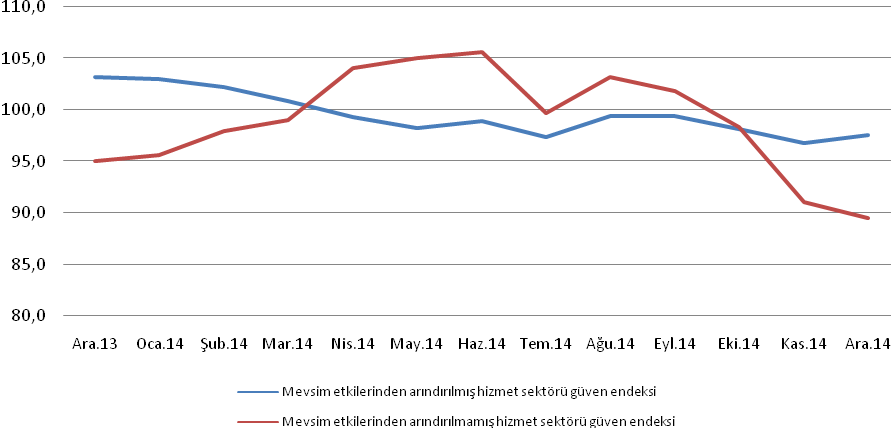 110,0
105,0
100,0
95,0
90,0
85,0
80,0
Ara.13 Oca.14 Şub.14 Mar.14 Nis.14 May.14 Haz.14 Tem.14 Ağu.14 Eyl.14 Eki.14 Kas.14 Ara.14
Mevsim etkilerinden arındırılmış hizmet sektörü güven endeksi
Mevsim etkilerinden arındırılmamış hizmet sektörü güven endeksi